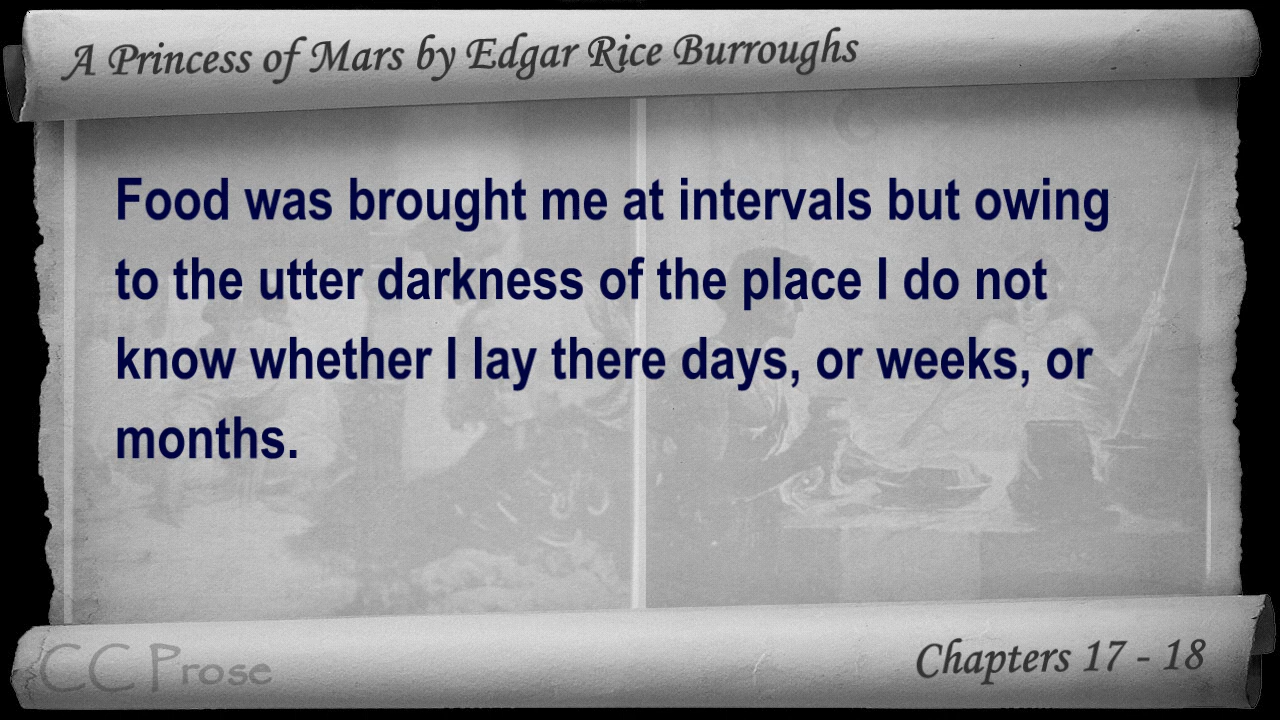 A Princess of Mars by Edgar Rice Burroughs
Food was brought me at intervals but owing
to the utter darkness of the place I do not
know whether I lay there days, or weeks, or
months.
CC Prose
Chapters 17 - 18